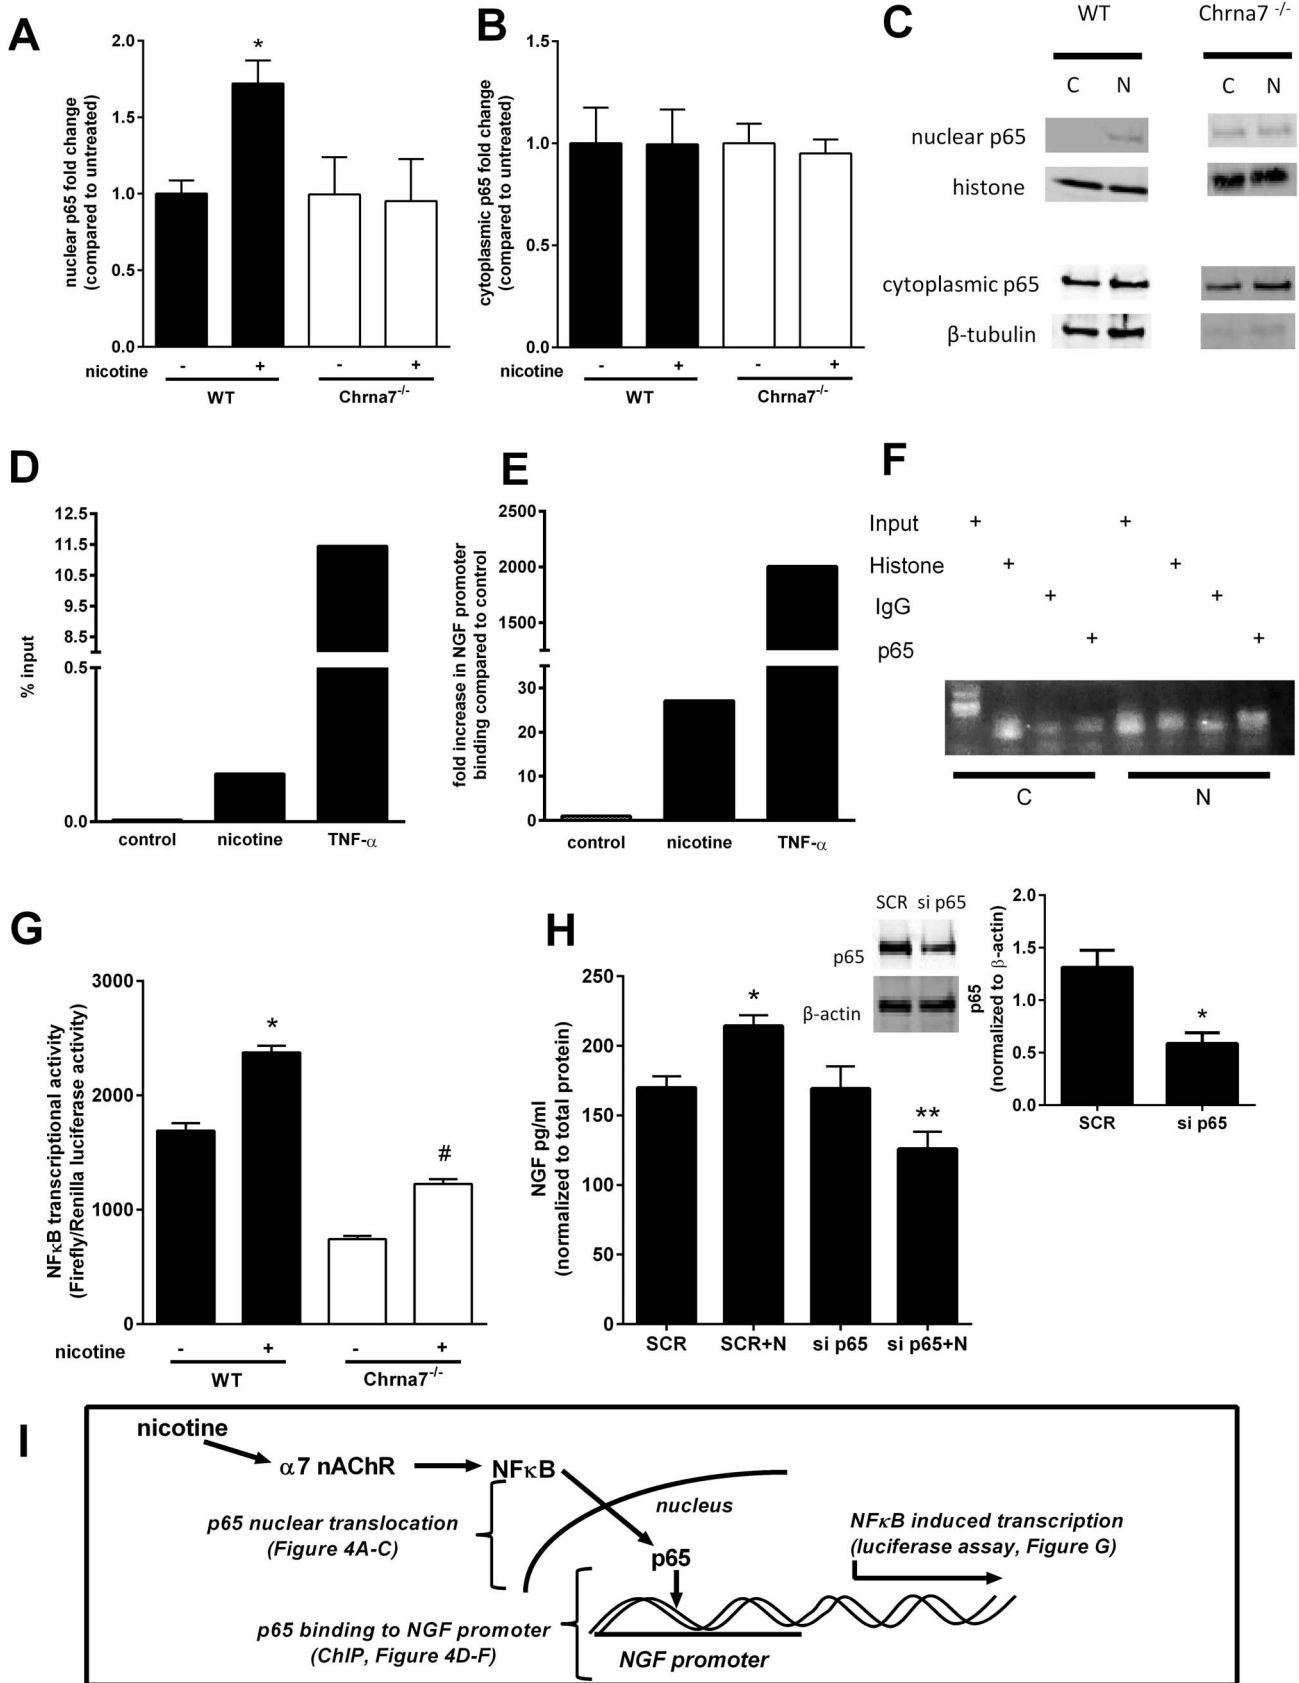 A
nuclear p65 fold change
(compared to untreated)
2.0
1.5
1.0
0.5
0.0
*
nicotine - + - +
WT Chrna7-/-
B
cytoplasmic p65 fold change
(compared to untreated)
1.5
1.0
0.5
0.0
nicotine - + - +
WT Chrna7-/-
C
WT Chrna7 -/-
C N C N
nuclear p65
histone
cytoplasmic p65
β-tubulin
D
% input
12.5
11.5
10.5
9.5
8.5
0.5
0.0
control nicotine TNF-α
E
fold increase in NGF promoter
binding compared to control
2500
2000
1500
30
20
10
0
control nicotine TNF-α
F
Input + +
Histone + +
IgG + +
p65 + +
C N
G
NFκB transcriptional activity
(Firefly/Renilla luciferase activity)
3000
2000
1000
0
*
#
nicotine - + - +
WT Chrna7-/-
H
NGF pg/ml
(normalized to total protein)
250
200
150
100
50
0
*
**
SCR SCR+N si p65 si p65+N
SCR si p65
p65
β-actin
p65
(normalized to β-actin)
2.0
1.5
1.0
0.5
0.0
*
SCR si p65
I
nicotine
α7 nAChR
NFκB
nucleus
p65 nuclear translocation
(Figure 4A-C)
NFκB induced transcription
(luciferase assay, Figure G)
p65
p65 binding to NGF promoter
(ChIP, Figure 4D-F)
NGF promoter